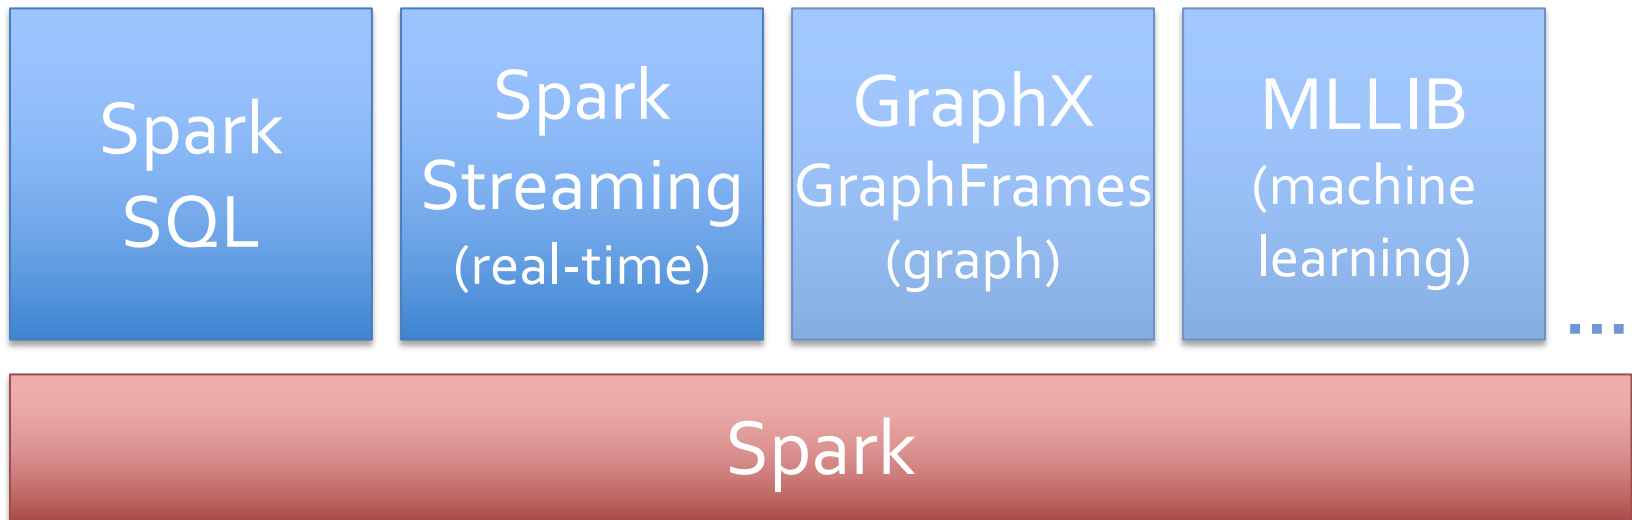 Spark
SQL
Spark
Streaming
(real-time)
GraphX
GraphFrames
(graph)
MLLIB
(machine
learning)
...
Spark